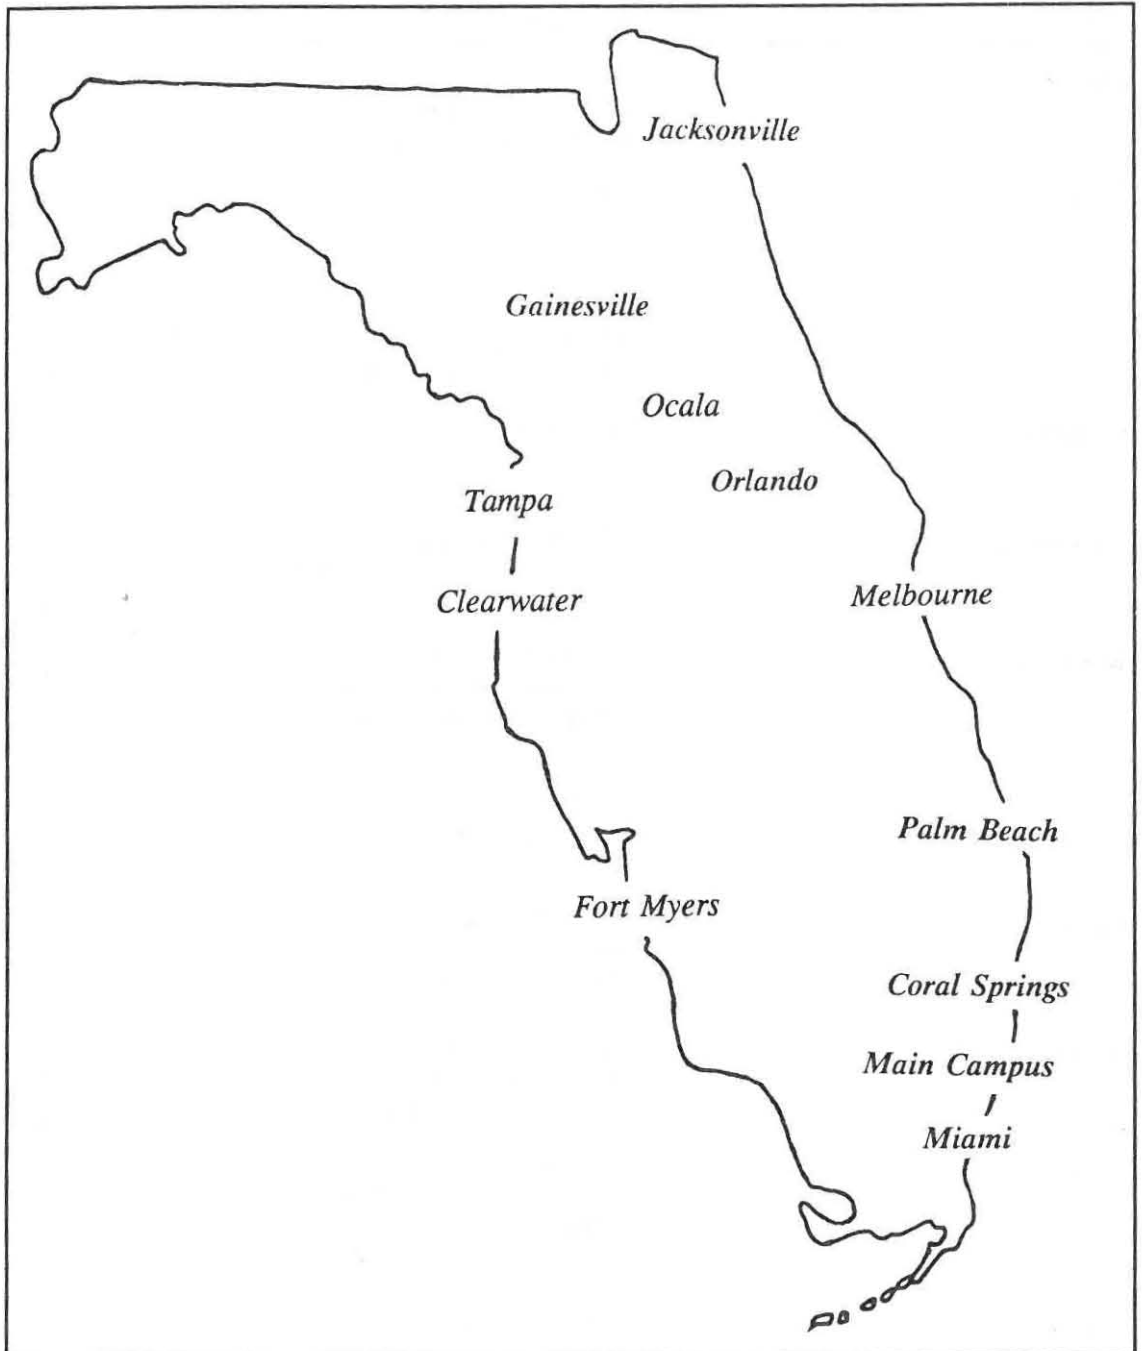 Jacksonville
Gainesville
Ocala
Orlando
Tampa
Clearwater
Melbourne
Palm Beach
Fort Myers
Coral Springs
Main Campus
Miami